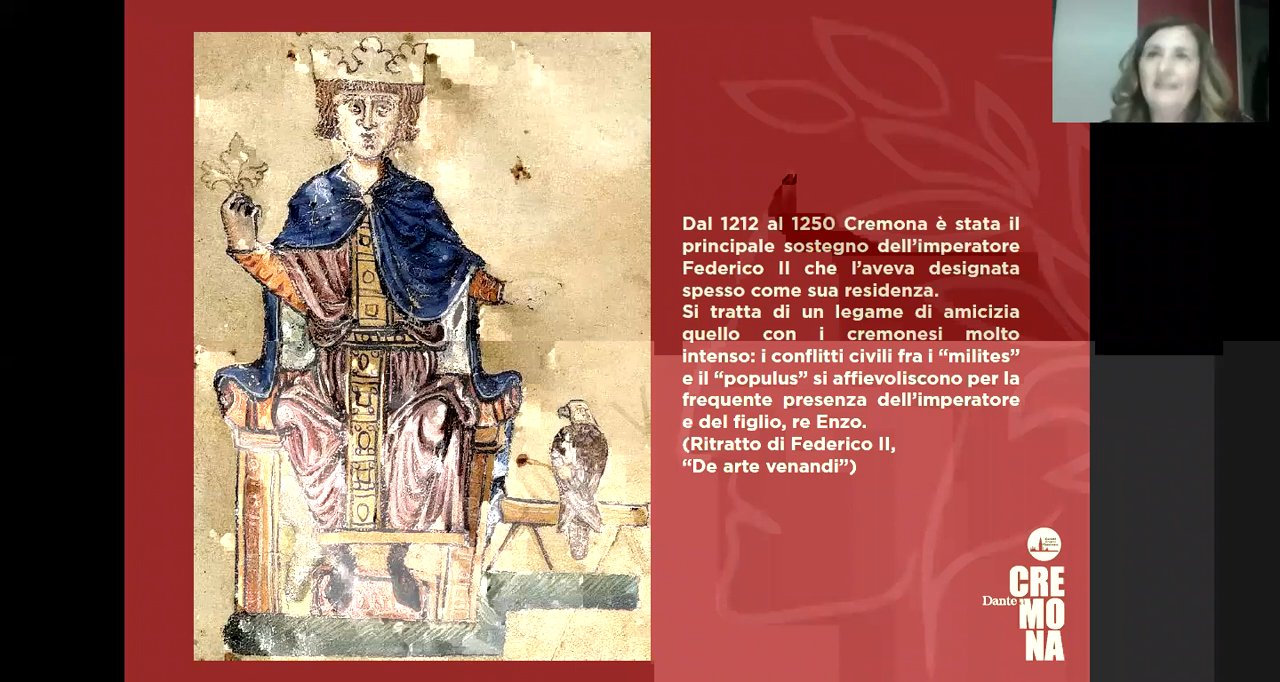 Dal 1212 al 1250 Cremona è stata il
principale sostegno dell’imperatore
Federico II che l’aveva designata
spesso come sua residenza.
Si tratta di un legame di amicizia
quello con i cremonesi molto
intenso: i conflitti civili fra i “milites”
e il “populus” si affievoliscono per la
frequente presenza dell’imperatore
e del figlio, re Enzo.
(Ritratto di Federico II,
“De arte venandi”)
CRE
Dante
MO
NA